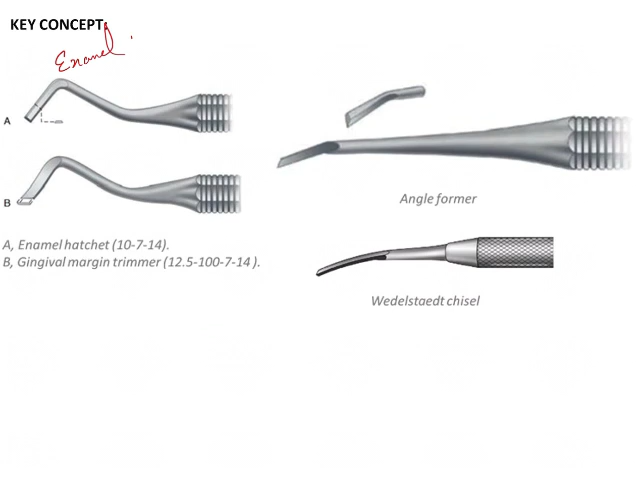 KEY CONCEPT:
Enamel
A
B
Angle former
A, Enamel hatchet (10-7-14).
B, Gingival margin trimmer (12.5-100-7-14 ).
Wedelstaedt chisel